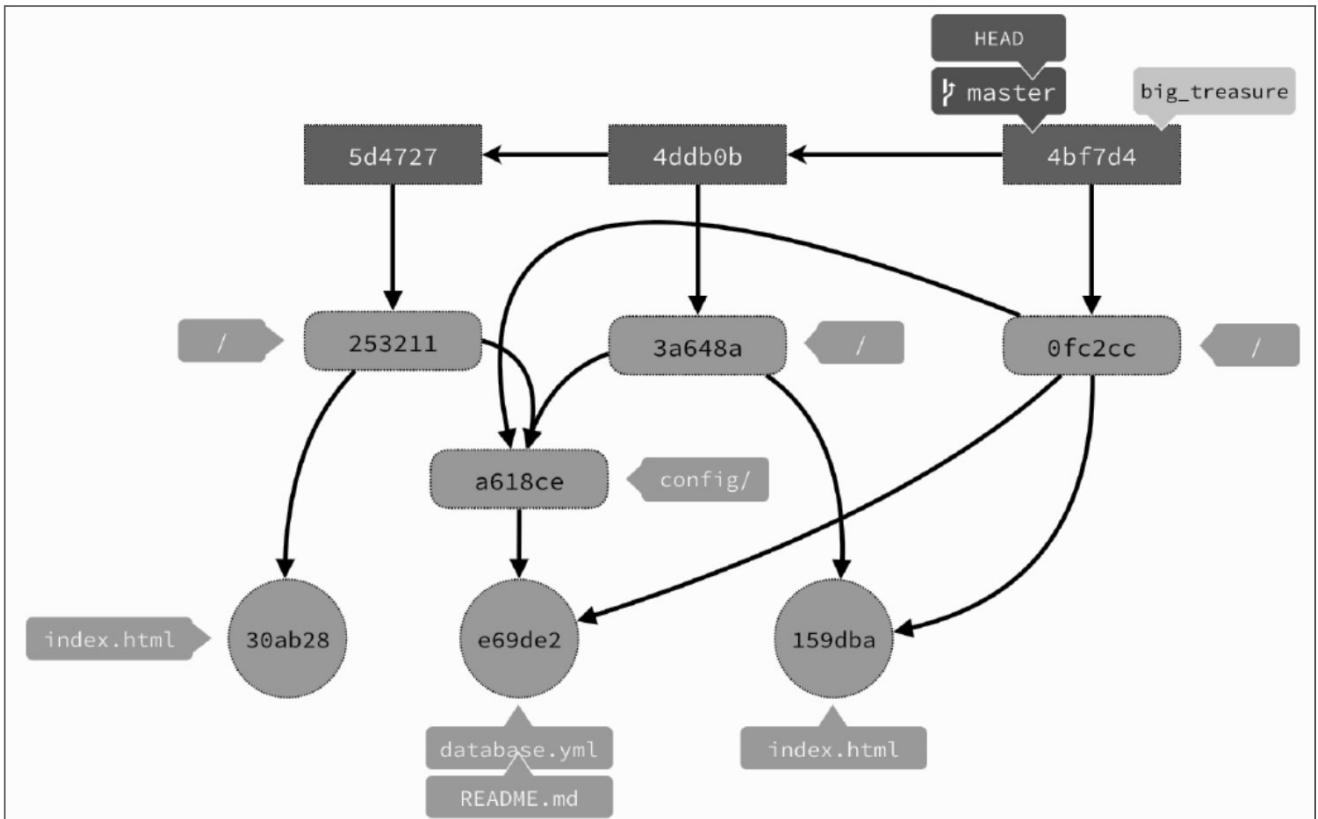 HEAD
master
big_treasure
5d4727
4ddb0b
4bf7d4
/
253211
3a648a
/
0fc2cc
/
a618ce
config/
index.html
30ab28
e69de2
159dba
database.yml
index.html
README.md